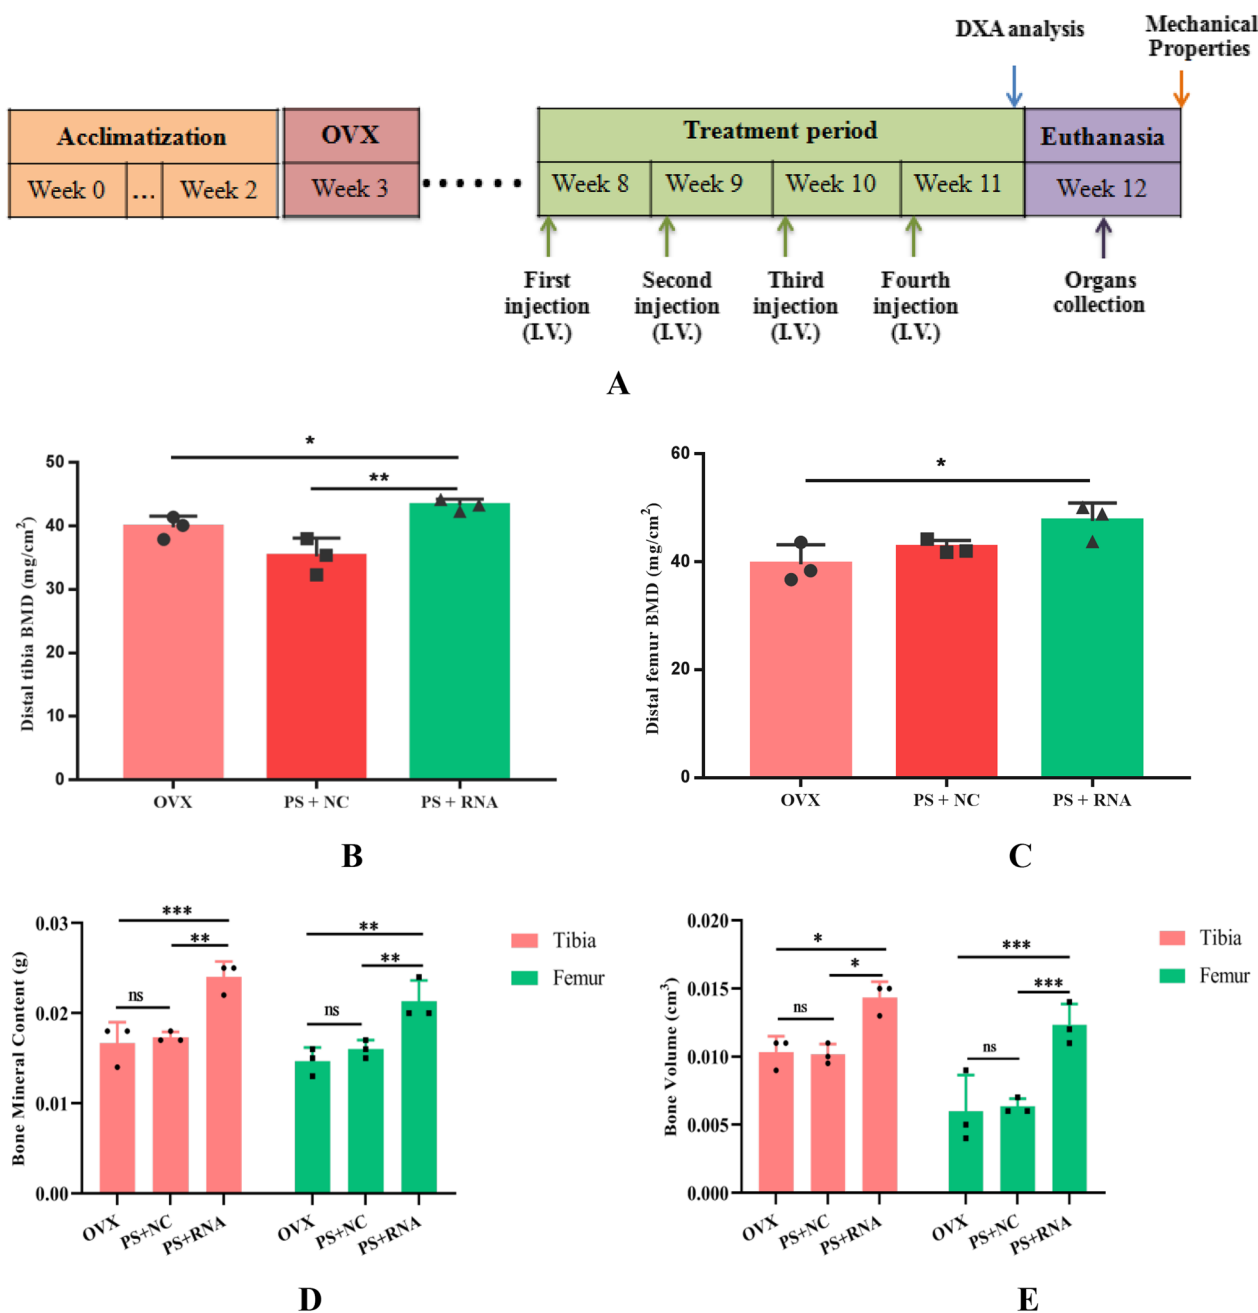 DXA analysis
Mechanical
Properties
Acclimatization
OVX
Treatment period
Euthanasia
Week 0
...
Week 2
Week 3
Week 8
Week 9
Week 10
Week 11
Week 12
First
injection
(I.V.)
Second
injection
(I.V.)
Third
injection
(I.V.)
Fourth
injection
(I.V.)
Organs
collection
A
Distal tibia BMD (mg/cm²)
50
40
30
20
10
0
*
**
OVX
PS + NC
PS + RNA
B
Distal femur BMD (mg/cm²)
60
40
20
0
*
OVX
PS + NC
PS + RNA
C
Bone Mineral Content (g)
0.03
0.02
0.01
0.00
***
**
ns
**
**
ns
Tibia
Femur
OVX
PS+NC
PS+RNA
OVX
PS+NC
PS+RNA
D
Bone Volume (cm³)
0.020
0.015
0.010
0.005
0.000
*
*
ns
***
***
ns
Tibia
Femur
OVX
PS+NC
PS+RNA
OVX
PS+NC
PS+RNA
E